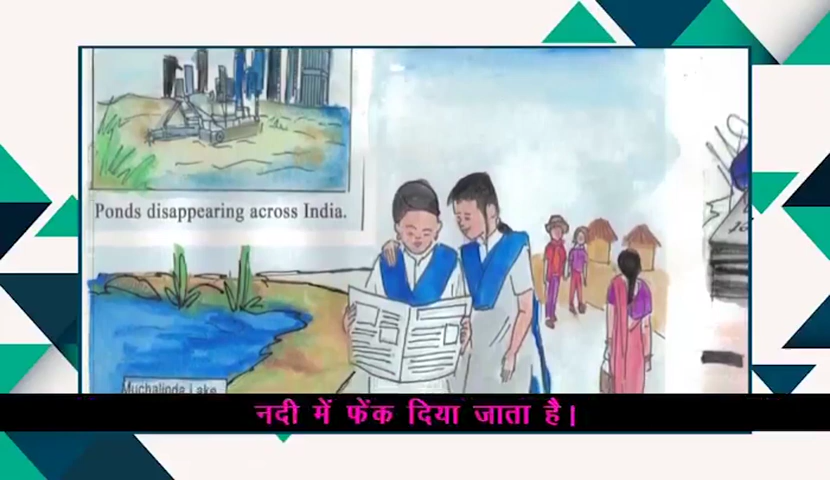 Ponds disappearing across India.
Muchalinda Lake
नदी में फेंक दिया जाता है।